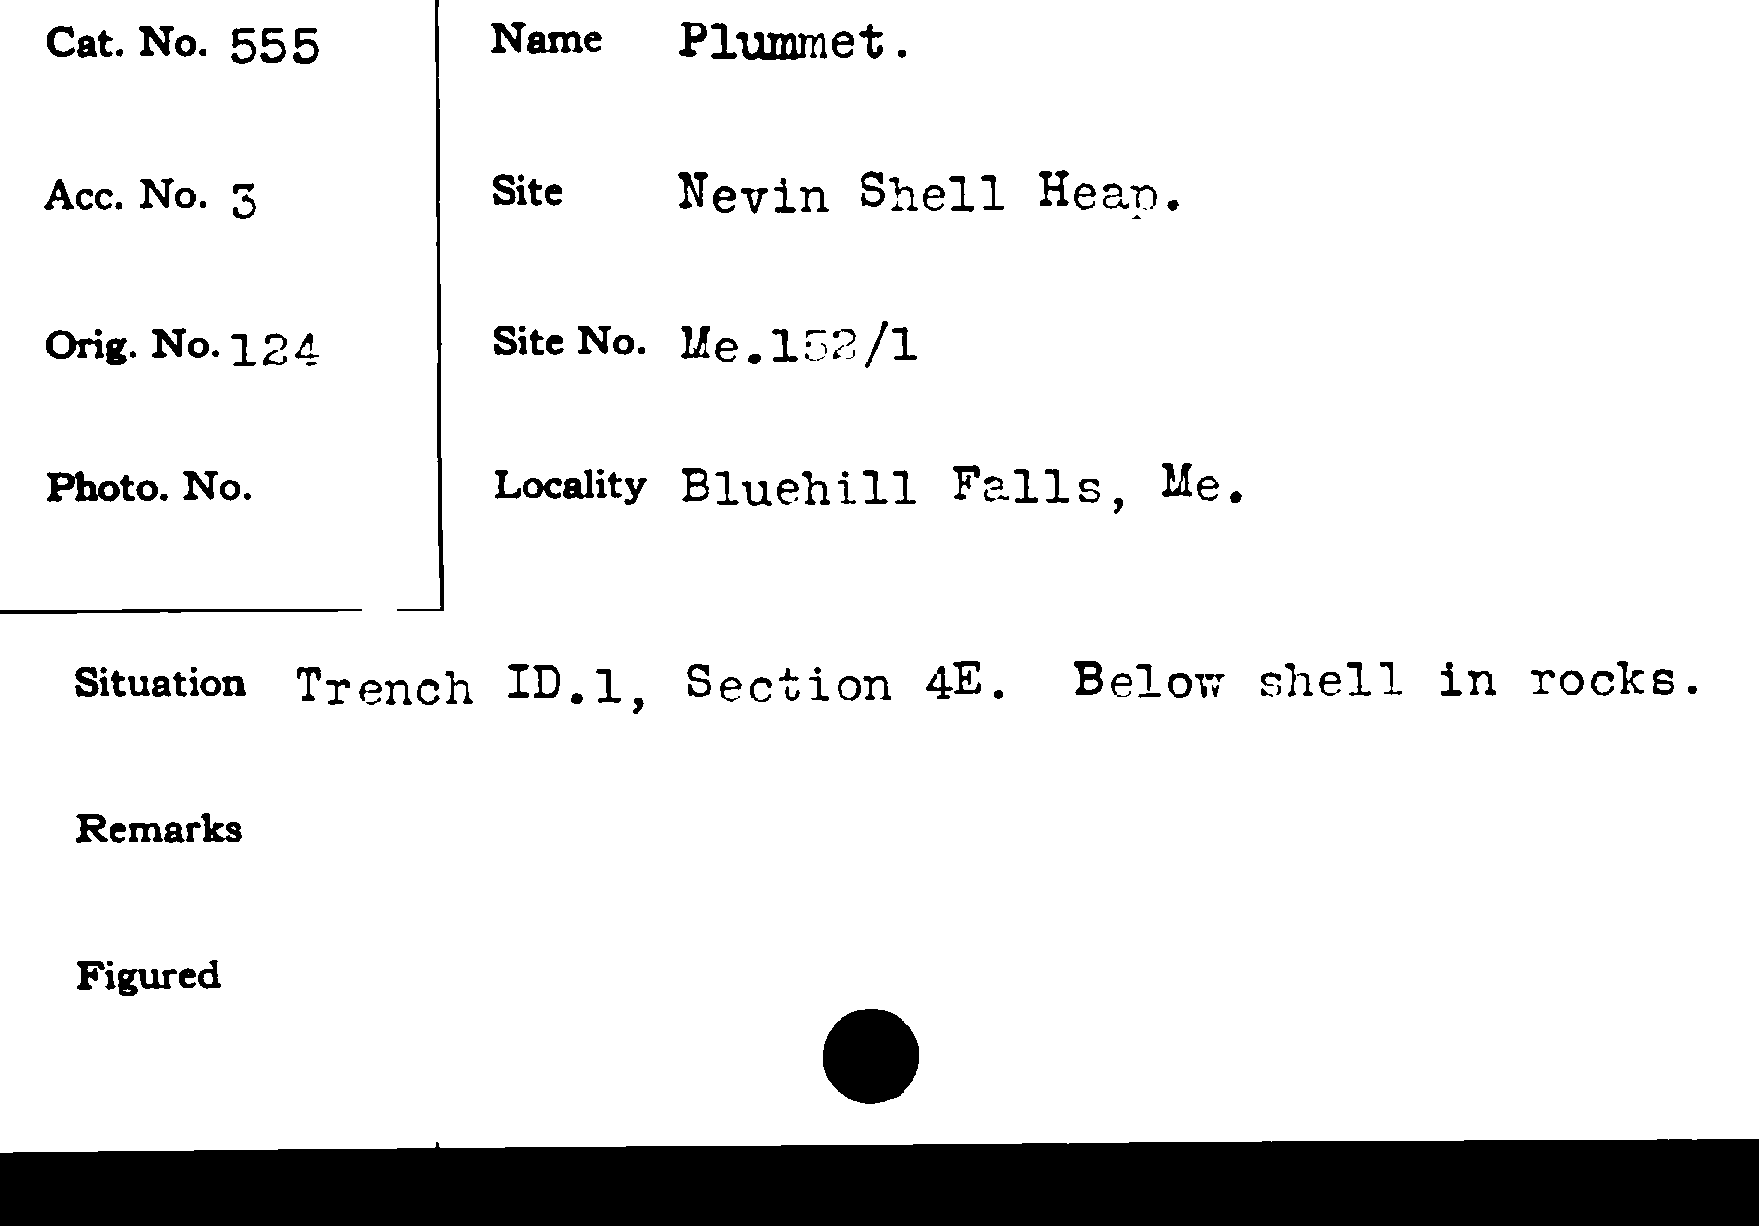 Cat. No. 555
Name Plummet.
Acc. No. 3
Site Nevin Shell Heap.
Orig. No. 124
Site No. Me.152/1
Photo. No.
Locality Bluehill Falls, Me.
Situation Trench ID.1, Section 4E. Below shell in rocks.
Remarks
Figured